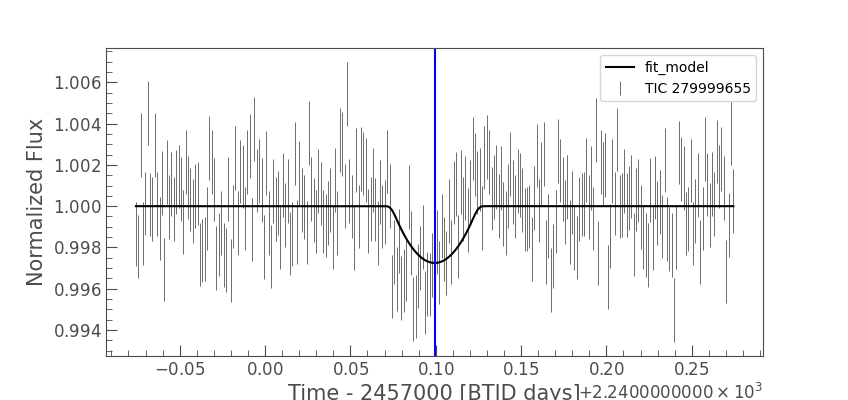 fit_model
TIC 279999655
Normalized Flux
1.006
1.004
1.002
1.000
0.998
0.996
0.994
−0.05 0.00 0.05 0.10 0.15 0.20 0.25
Time - 2457000 [BTJD days] +2.2400000000 × 10³